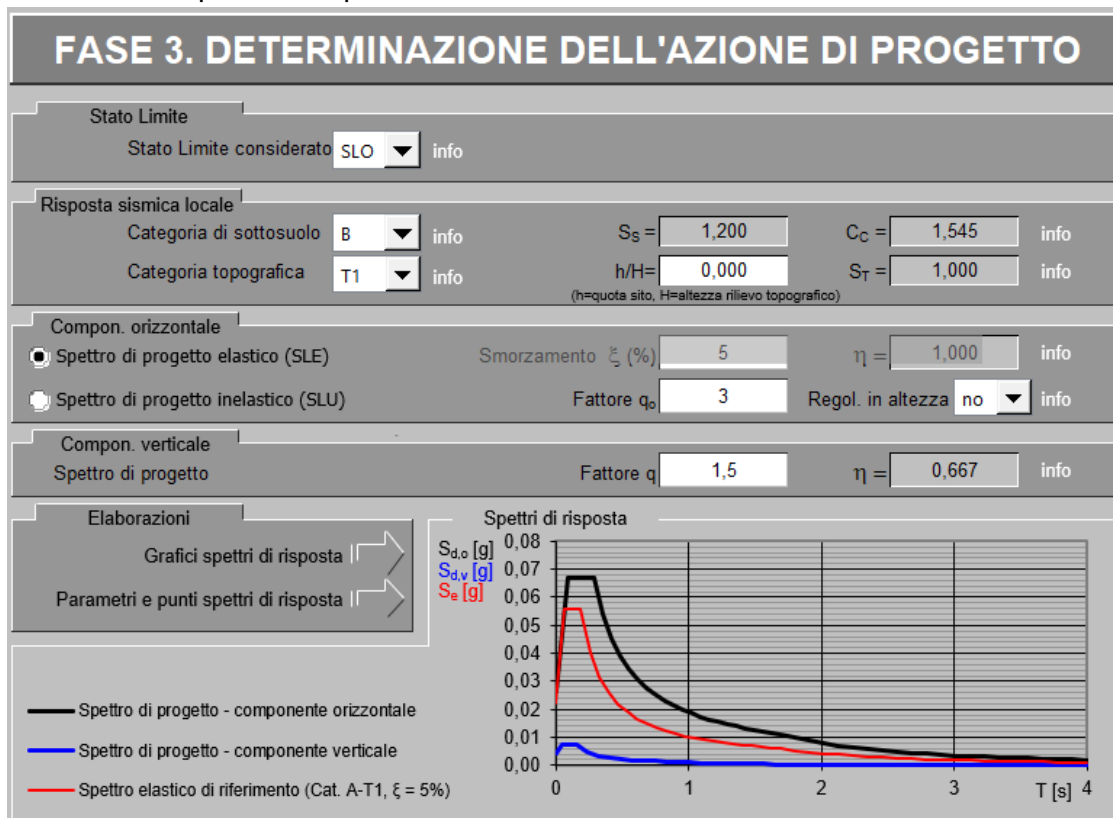 FASE 3. DETERMINAZIONE DELL'AZIONE DI PROGETTO
Stato Limite
Stato Limite considerato SLO info
Risposta sismica locale
Categoria di sottosuolo B info S_S = 1,200 C_C = 1,545 info
Categoria topografica T1 info h/H= 0,000 S_T = 1,000 info
(h=quota sito, H=altezza rilievo topografico)
Compon. orizzontale
Spettro di progetto elastico (SLE) Smorzamento ξ (%) 5 η = 1,000 info
Spettro di progetto inelastico (SLU) Fattore q_o 3 Regol. in altezza no info
Compon. verticale
Spettro di progetto Fattore q 1,5 η = 0,667 info
Elaborazioni
Grafici spettri di risposta
Parametri e punti spettri di risposta
Spettri di risposta
S_d,o [g]
S_d,v [g]
S_e [g]
0,08
0,07
0,06
0,05
0,04
0,03
0,02
0,01
0,00
0 1 2 3 T [s] 4
Spettro di progetto - componente orizzontale
Spettro di progetto - componente verticale
Spettro elastico di riferimento (Cat. A-T1, ξ = 5%)